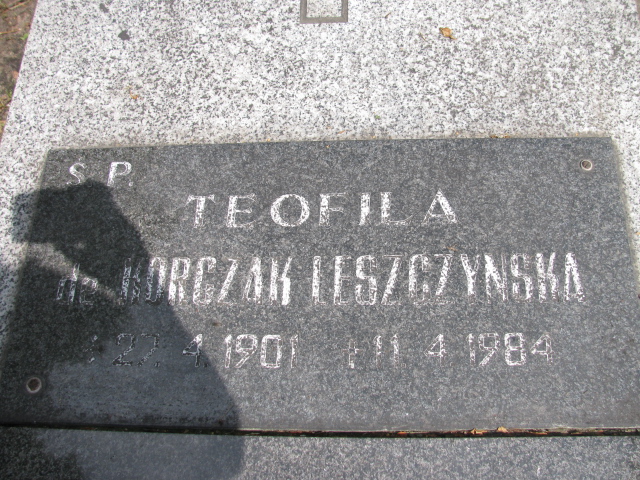 S.P.
TEOFILA
de KORCZAK LESZCZYNSKA
* 27. 4. 1901 † 11 4 1984